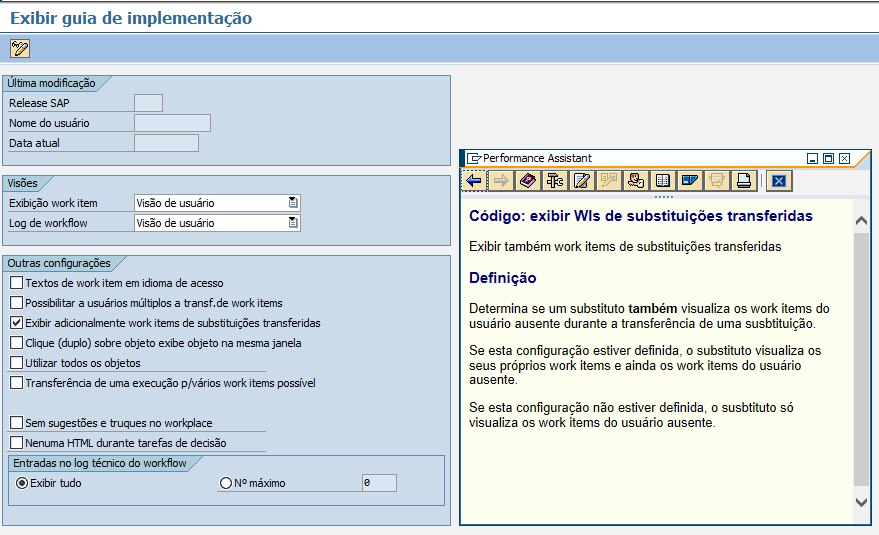 Exibir guia de implementação
Última modificação
Release SAP
Nome do usuário
Data atual
Visões
Exibição work item Visão de usuário
Log de workflow Visão de usuário
Outras configurações
Textos de work item em idioma de acesso
Possibilitar a usuários múltiplos a transf.de work items
Exibir adicionalmente work items de substituições transferidas
Clique (duplo) sobre objeto exibe objeto na mesma janela
Utilizar todos os objetos
Transferência de uma execução p/vários work items possível
Sem sugestões e truques no workplace
Nenuma HTML durante tarefas de decisão
Entradas no log técnico do workflow
Exibir tudo Nº máximo 0
Performance Assistant
Código: exibir WIs de substituições transferidas
Exibir também work items de substituições transferidas
Definição
Determina se um substituto também visualiza os work items do
usuário ausente durante a transferência de uma susbtituição.
Se esta configuração estiver definida, o substituto visualiza os
seus próprios work items e ainda os work items do usuário
ausente.
Se esta configuração não estiver definida, o susbtituto só
visualiza os work items do usuário ausente.